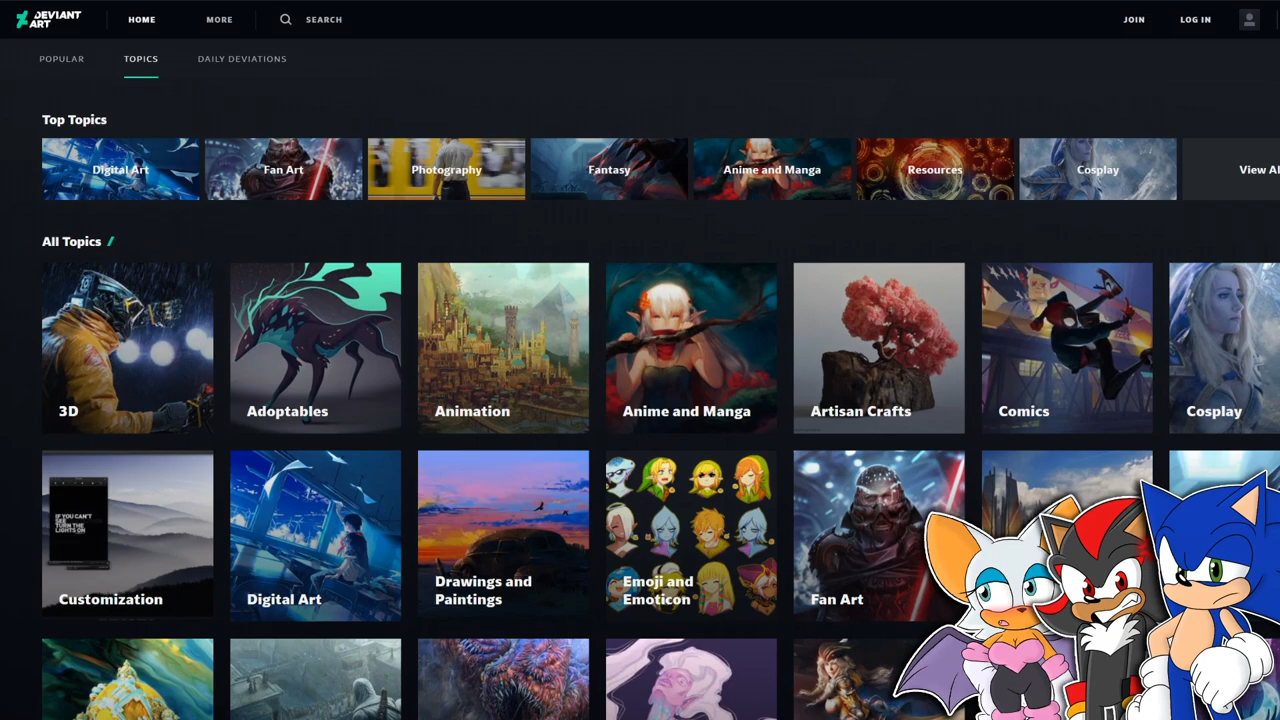 DEVIANT
ART
HOME
MORE
SEARCH
JOIN
LOG IN
POPULAR
TOPICS
DAILY DEVIATIONS
Top Topics
Digital Art
Fan Art
Photography
Fantasy
Anime and Manga
Resources
Cosplay
View Al
All Topics /
3D
Adoptables
Animation
Anime and Manga
Artisan Crafts
Comics
Cosplay
IF YOU CAN'T
SEE
TURN THE
LIGHTS ON
Customization
Digital Art
Drawings and
Paintings
Emoji and
Emoticon
Fan Art